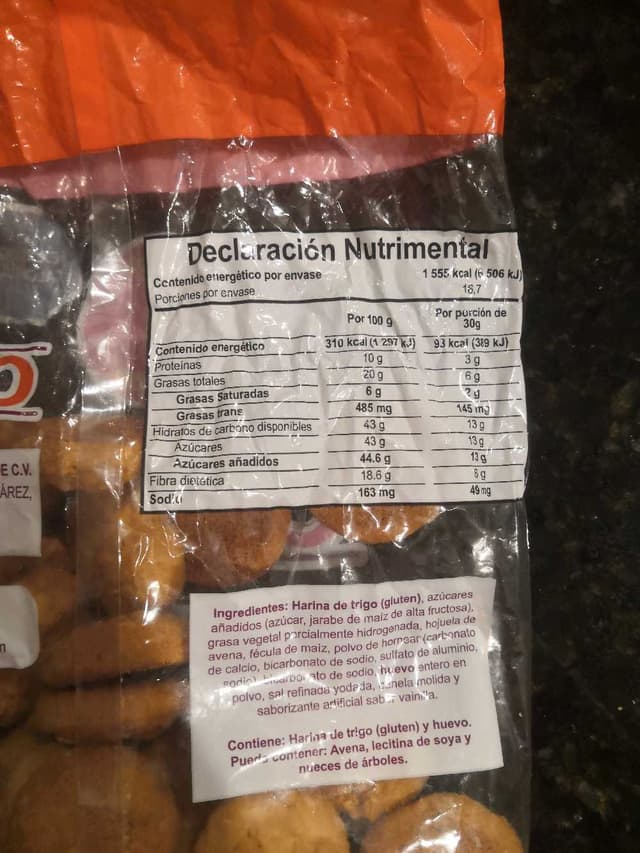 Declaración Nutrimental
Contenido energético por envase 1 555 kcal (6 506 kJ)
Porciones por envase 18,7
Por 100 g Por porción de 30g
Contenido energético 310 kcal (1 297 kJ) 93 kcal (389 kJ)
Proteínas 10 g 3 g
Grasas totales 20 g 6 g
Grasas Saturadas 6 g 2 g
Grasas trans 485 mg 145 mg
Hidratos de carbono disponibles 43 g 13 g
Azúcares 43 g 13 g
Azúcares añadidos 44.6 g 13 g
Fibra dietética 18.6 g 6 g
Sodio 163 mg 49 mg
O
E C.V.
ÁREZ,
n
Ingredientes: Harina de trigo (gluten), azúcares
añadidos (azúcar, jarabe de maíz de alta fructosa),
grasa vegetal parcialmente hidrogenada, hojuela de
avena, fécula de maíz, polvo de hornear (carbonato
de calcio, bicarbonato de sodio, sulfato de aluminio,
sodio), bicarbonato de sodio, huevo entero en
polvo, sal refinada yodada, canela molida y
saborizante artificial sabor vainilla.
Contiene: Harina de trigo (gluten) y huevo.
Puede contener: Avena, lecitina de soya y
nueces de árboles.